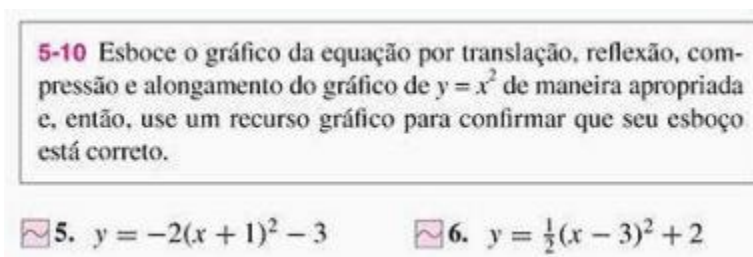 5-10 Esboce o gráfico da equação por translação, reflexão, com-
pressão e alongamento do gráfico de y = x² de maneira apropriada
e, então, use um recurso gráfico para confirmar que seu esboço
está correto.
5. y = −2(x + 1)² − 3 6. y = ½(x − 3)² + 2